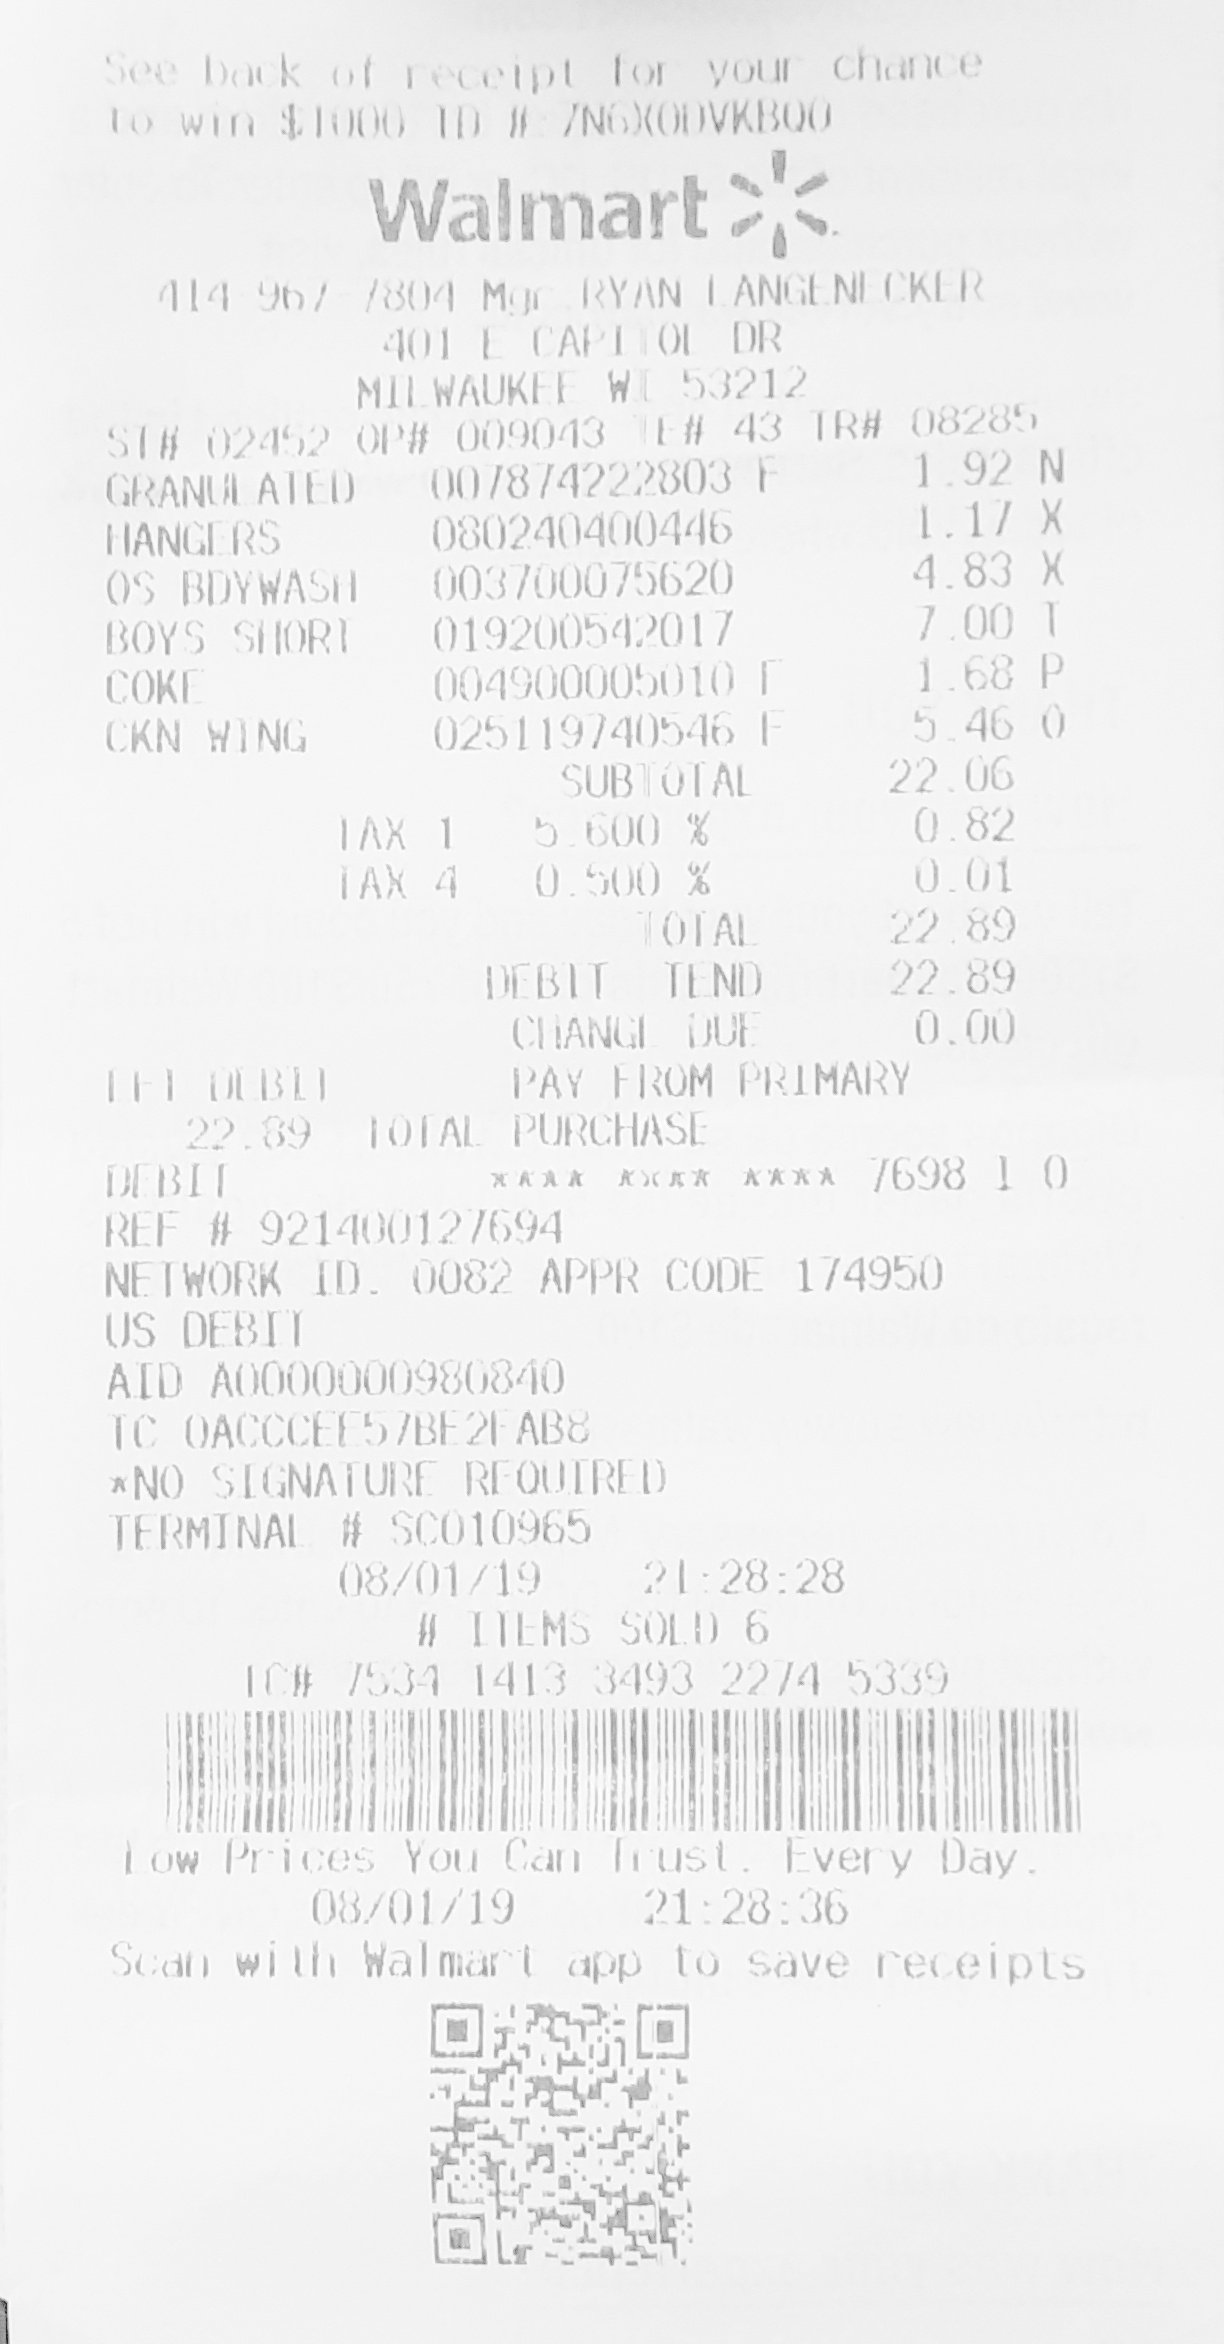 See back of receipt for your chance
to win $1000 ID #: 7N6X0DVKBQ0
Walmart
414-967-7804 Mgr. RYAN LANGENECKER
401 E CAPITOL DR
MILWAUKEE WI 53212
ST# 02452 OP# 009043 TE# 43 TR# 08285
GRANULATED 007874222803 F 1.92 N
HANGERS 080240400446 1.17 X
OS BDYWASH 003700075620 4.83 X
BOYS SHORT 019200542017 7.00 T
COKE 004900005010 F 1.68 P
CKN WING 025119740546 F 5.46 O
SUBTOTAL 22.06
TAX 1 5.600 % 0.82
TAX 4 0.500 % 0.01
TOTAL 22.89
DEBIT TEND 22.89
CHANGE DUE 0.00
EFT DEBIT PAY FROM PRIMARY
22.89 TOTAL PURCHASE
DEBIT **** **** **** 7698 I 0
REF # 921400127694
NETWORK ID. 0082 APPR CODE 174950
US DEBIT
AID A0000000980840
TC 0ACCCEE57BE2FAB8
*NO SIGNATURE REQUIRED
TERMINAL # SC010965
08/01/19 21:28:28
# ITEMS SOLD 6
TC# 7534 1413 3493 2274 5339
Low Prices You Can Trust. Every Day.
08/01/19 21:28:36
Scan with Walmart app to save receipts